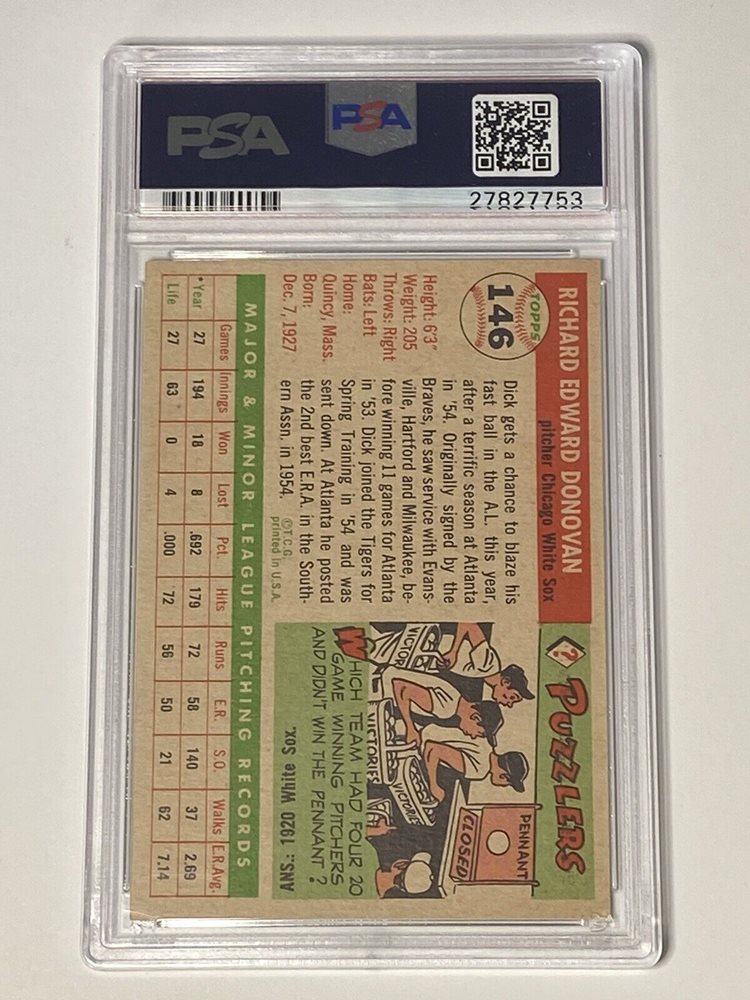 PSA
PSA
27827753
TOPPS
146
RICHARD EDWARD DONOVAN
pitcher Chicago White Sox
Height: 6'3"
Weight: 205
Throws: Right
Bats: Left
Home:
Quincy, Mass.
Born:
Dec. 7, 1927
Dick gets a chance to blaze his
fast ball in the A.L. this year,
after a terrific season at Atlanta
in '54. Originally signed by the
Braves, he saw service with Evans-
ville, Hartford and Milwaukee, be-
fore winning 11 games for Atlanta
in '53. Dick joined the Tigers for
Spring Training in '54 and was
sent down. At Atlanta he posted
the 2nd best E.R.A. in the South-
ern Assn. in 1954.
©T.C.G.
printed in U.S.A.
? PUZZLERS
PENNANT
CLOSED
VICTOR
VICTORIES
VICTORIE
WHICH TEAM HAD FOUR 20
GAME WINNING PITCHERS
AND DIDN'T WIN THE PENNANT?
ANS.: 1920 White Sox.
MAJOR & MINOR LEAGUE PITCHING RECORDS
Games Innings Won Lost Pct. Hits Runs E.R. S.O. Walks E.R.Avg.
*Year 27 194 18 8 .692 179 72 58 140 37 2.69
Life 27 63 0 4 .000 72 56 50 21 62 7.14